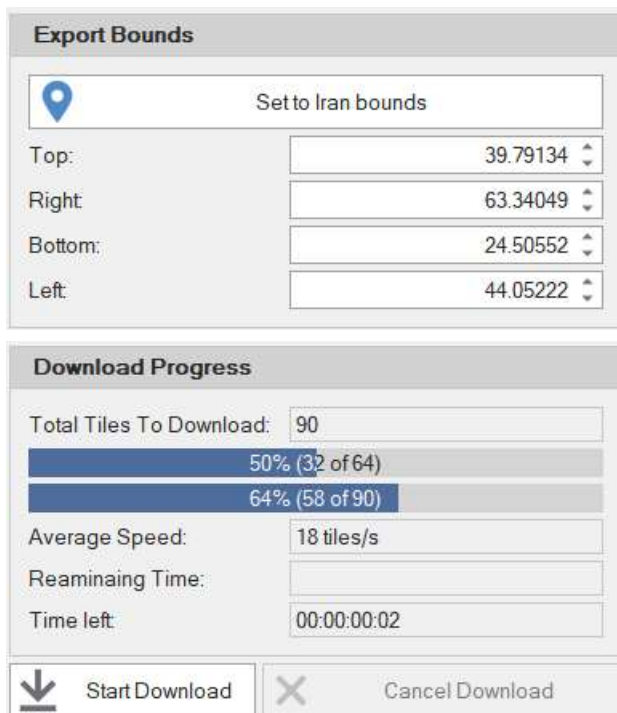 Export Bounds
Set to Iran bounds
Top: 39.79134
Right: 63.34049
Bottom: 24.50552
Left: 44.05222
Download Progress
Total Tiles To Download: 90
50% (32 of 64)
64% (58 of 90)
Average Speed: 18 tiles/s
Reaminaing Time:
Time left: 00:00:00:02
Start Download Cancel Download